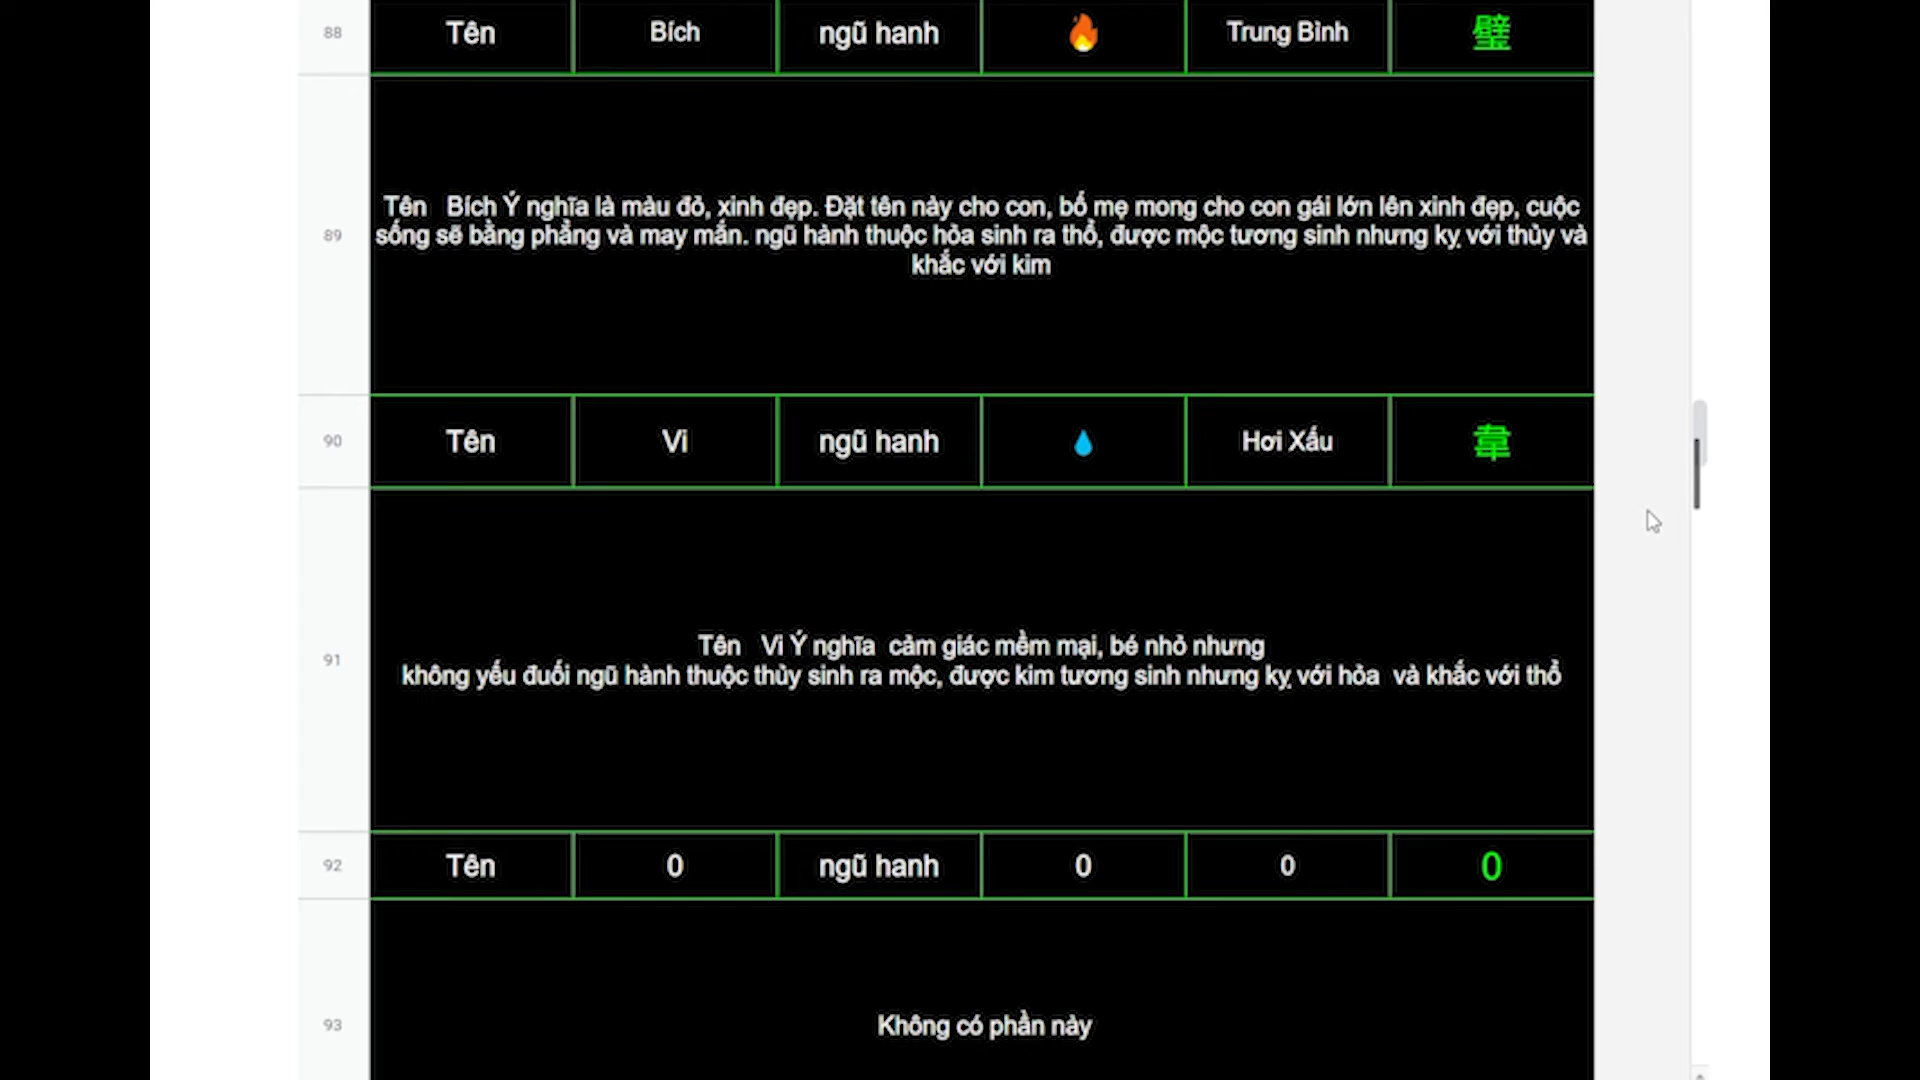 88 Tên Bích ngũ hanh 🔥 Trung Bình 璧
89
Tên Bích Ý nghĩa là màu đỏ, xinh đẹp. Đặt tên này cho con, bố mẹ mong cho con gái lớn lên xinh đẹp, cuộc
sống sẽ bằng phẳng và may mắn. ngũ hành thuộc hỏa sinh ra thổ, được mộc tương sinh nhưng kỵ với thủy và
khắc với kim
90 Tên Vi ngũ hanh 💧 Hơi Xấu 韋
91
Tên Vi Ý nghĩa cảm giác mềm mại, bé nhỏ nhưng
không yếu đuối ngũ hành thuộc thủy sinh ra mộc, được kim tương sinh nhưng kỵ với hỏa và khắc với thổ
92 Tên 0 ngũ hanh 0 0 0
93 Không có phần này